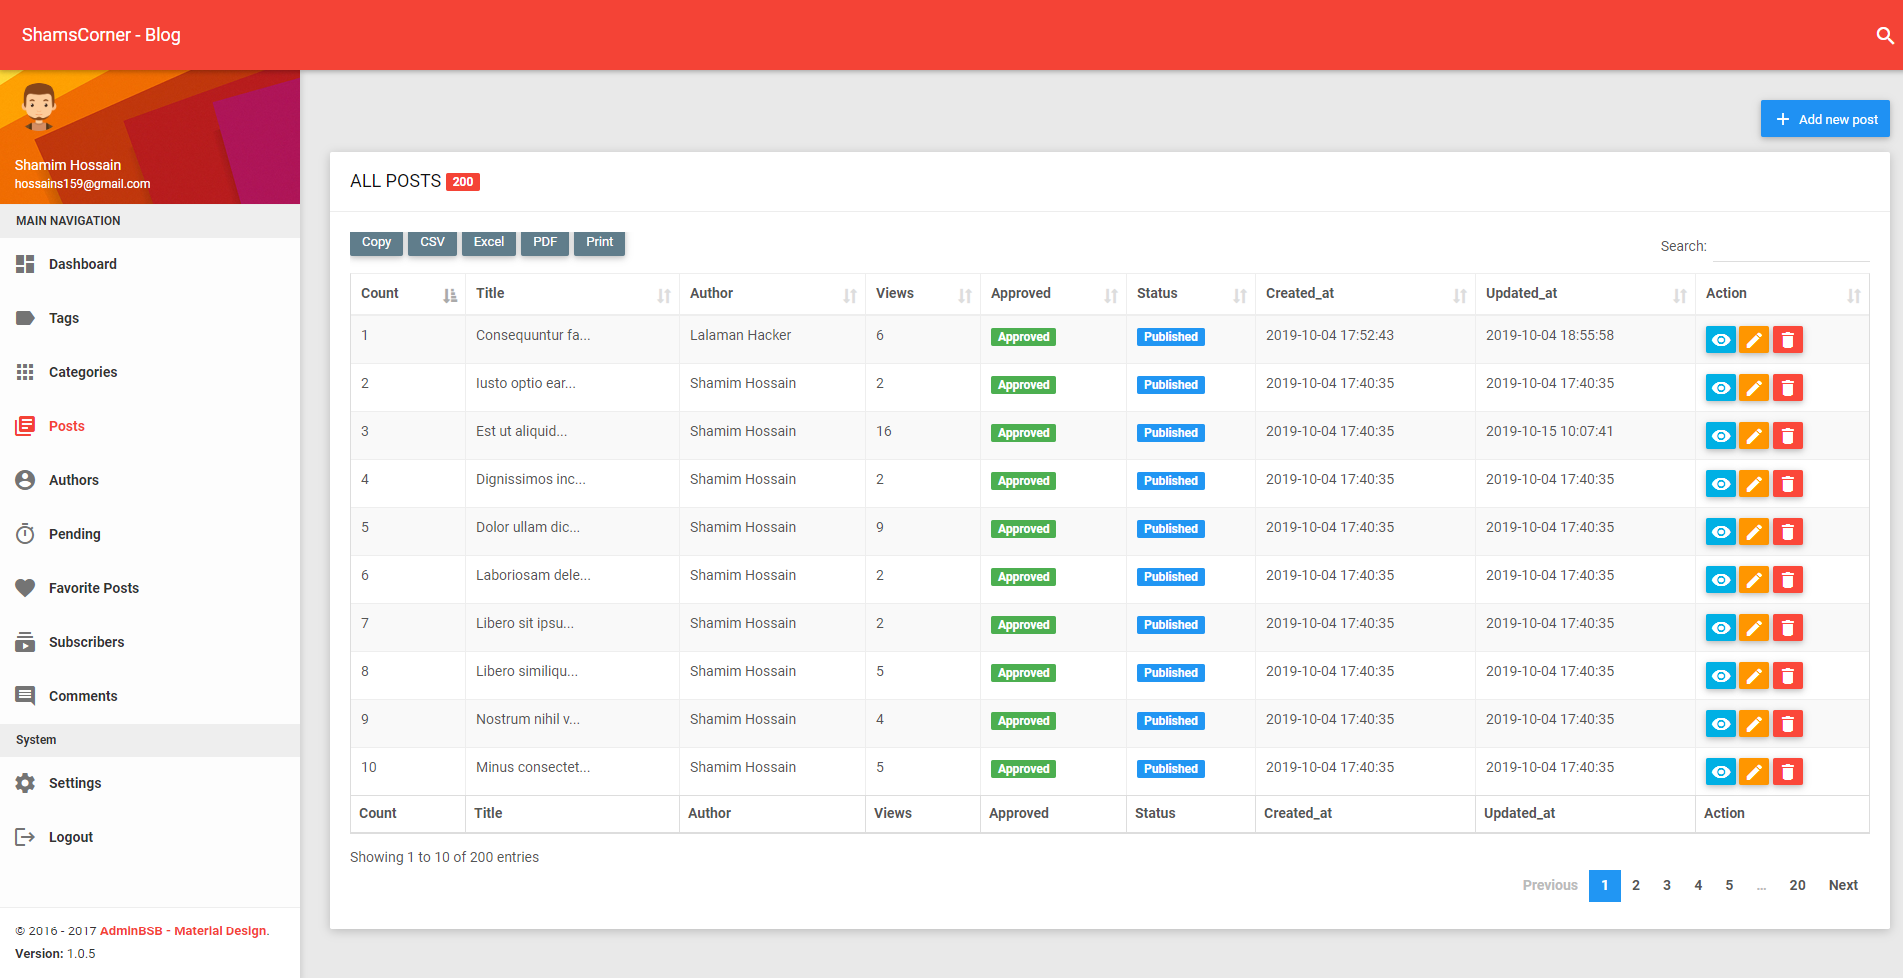 ShamsCorner - Blog
Shamim Hossain
hossains159@gmail.com
MAIN NAVIGATION
Dashboard
Tags
Categories
Posts
Authors
Pending
Favorite Posts
Subscribers
Comments
System
Settings
Logout
© 2016 - 2017 AdminBSB - Material Design.
Version: 1.0.5
Add new post
ALL POSTS 200
Copy CSV Excel PDF Print
Search:
Count Title Author Views Approved Status Created_at Updated_at Action
1 Consequuntur fa... Lalaman Hacker 6 Approved Published 2019-10-04 17:52:43 2019-10-04 18:55:58
2 Iusto optio ear... Shamim Hossain 2 Approved Published 2019-10-04 17:40:35 2019-10-04 17:40:35
3 Est ut aliquid... Shamim Hossain 16 Approved Published 2019-10-04 17:40:35 2019-10-15 10:07:41
4 Dignissimos inc... Shamim Hossain 2 Approved Published 2019-10-04 17:40:35 2019-10-04 17:40:35
5 Dolor ullam dic... Shamim Hossain 9 Approved Published 2019-10-04 17:40:35 2019-10-04 17:40:35
6 Laboriosam dele... Shamim Hossain 2 Approved Published 2019-10-04 17:40:35 2019-10-04 17:40:35
7 Libero sit ipsu... Shamim Hossain 2 Approved Published 2019-10-04 17:40:35 2019-10-04 17:40:35
8 Libero similiqu... Shamim Hossain 5 Approved Published 2019-10-04 17:40:35 2019-10-04 17:40:35
9 Nostrum nihil v... Shamim Hossain 4 Approved Published 2019-10-04 17:40:35 2019-10-04 17:40:35
10 Minus consectet... Shamim Hossain 5 Approved Published 2019-10-04 17:40:35 2019-10-04 17:40:35
Count Title Author Views Approved Status Created_at Updated_at Action
Showing 1 to 10 of 200 entries
Previous 1 2 3 4 5 ... 20 Next